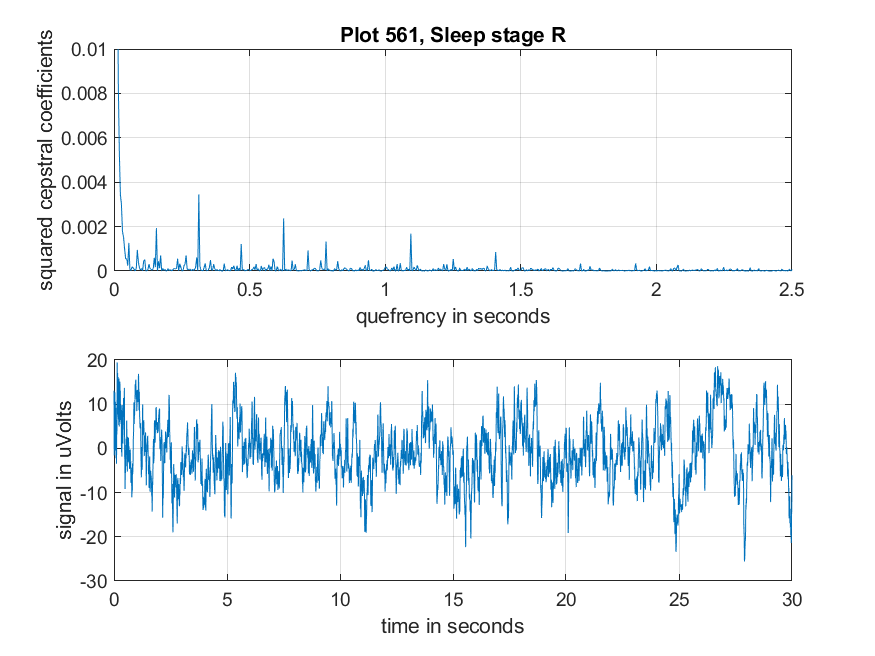 Plot 561, Sleep stage R
squared cepstral coefficients
0.01
0.008
0.006
0.004
0.002
0
0 0.5 1 1.5 2 2.5
quefrency in seconds
signal in uVolts
20
10
0
-10
-20
-30
0 5 10 15 20 25 30
time in seconds